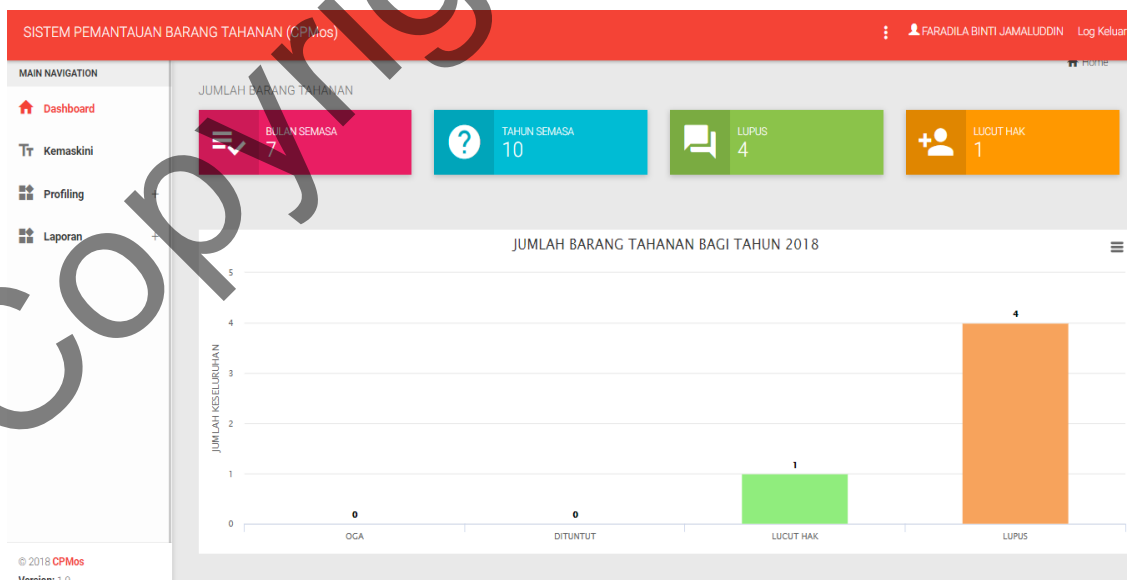 SISTEM PEMANTAUAN BARANG TAHANAN (CPMos)
FARADILA BINTI JAMALUDDIN Log Keluar
MAIN NAVIGATION
Home
JUMLAH BARANG TAHANAN
Dashboard
Kemaskini
Profiling +
Laporan +
BULAN SEMASA
7
TAHUN SEMASA
10
LUPUS
4
LUCUT HAK
1
JUMLAH BARANG TAHANAN BAGI TAHUN 2018
JUMLAH KESELURUHAN
5
4
3
2
1
0
0
0
1
4
OGA DITUNTUT LUCUT HAK LUPUS
© 2018 CPMos
Version: 1.0
Copyrig